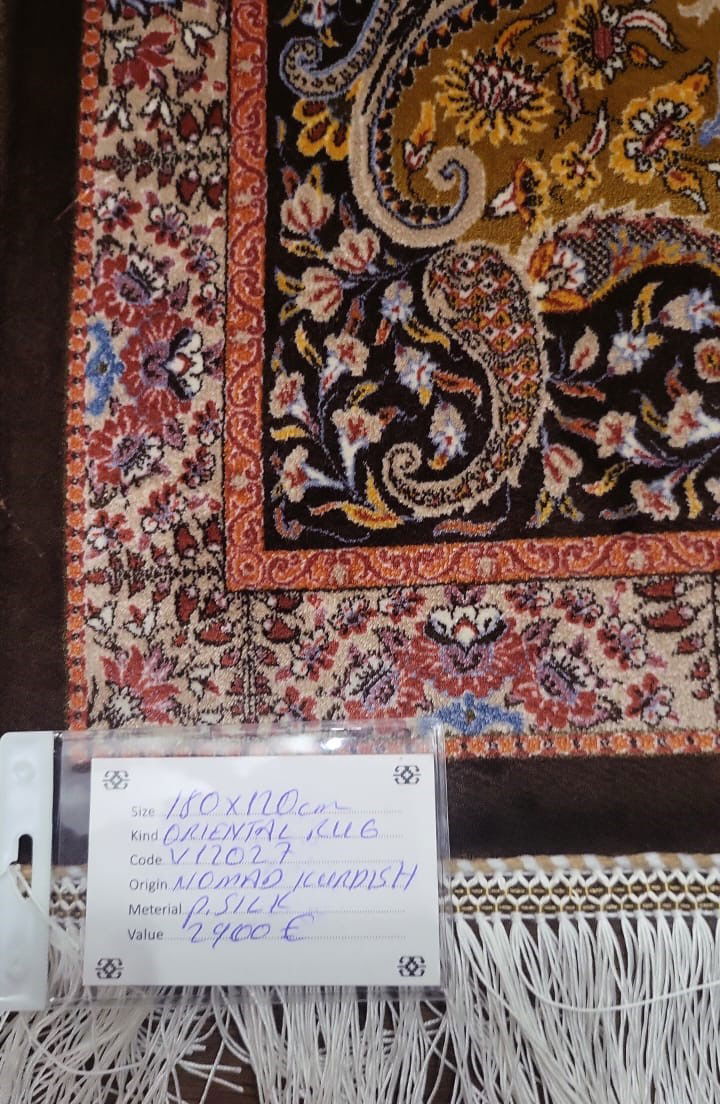 Size 180x120cm
Kind ORIENTAL RUG
Code V12027
Origin NOMAD KURDISH
Meterial P.SILK
Value 2900 €